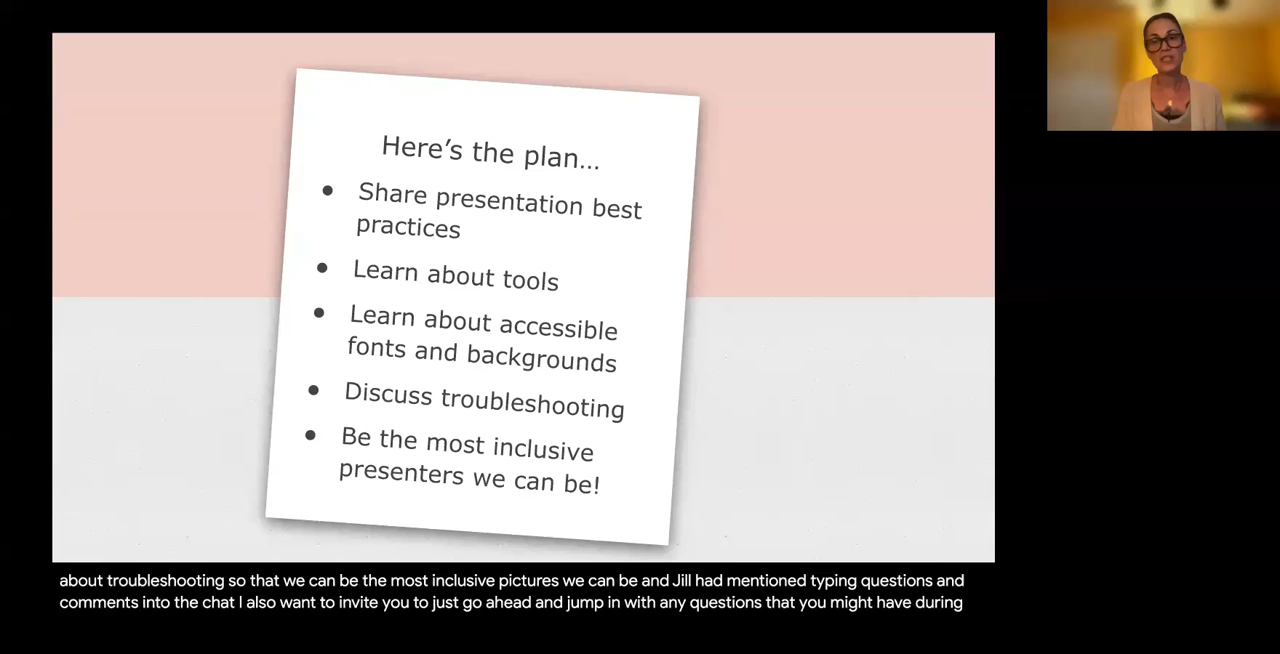 Here's the plan...
● Share presentation best
practices
● Learn about tools
● Learn about accessible
fonts and backgrounds
● Discuss troubleshooting
● Be the most inclusive
presenters we can be!
about troubleshooting so that we can be the most inclusive pictures we can be and Jill had mentioned typing questions and
comments into the chat I also want to invite you to just go ahead and jump in with any questions that you might have during